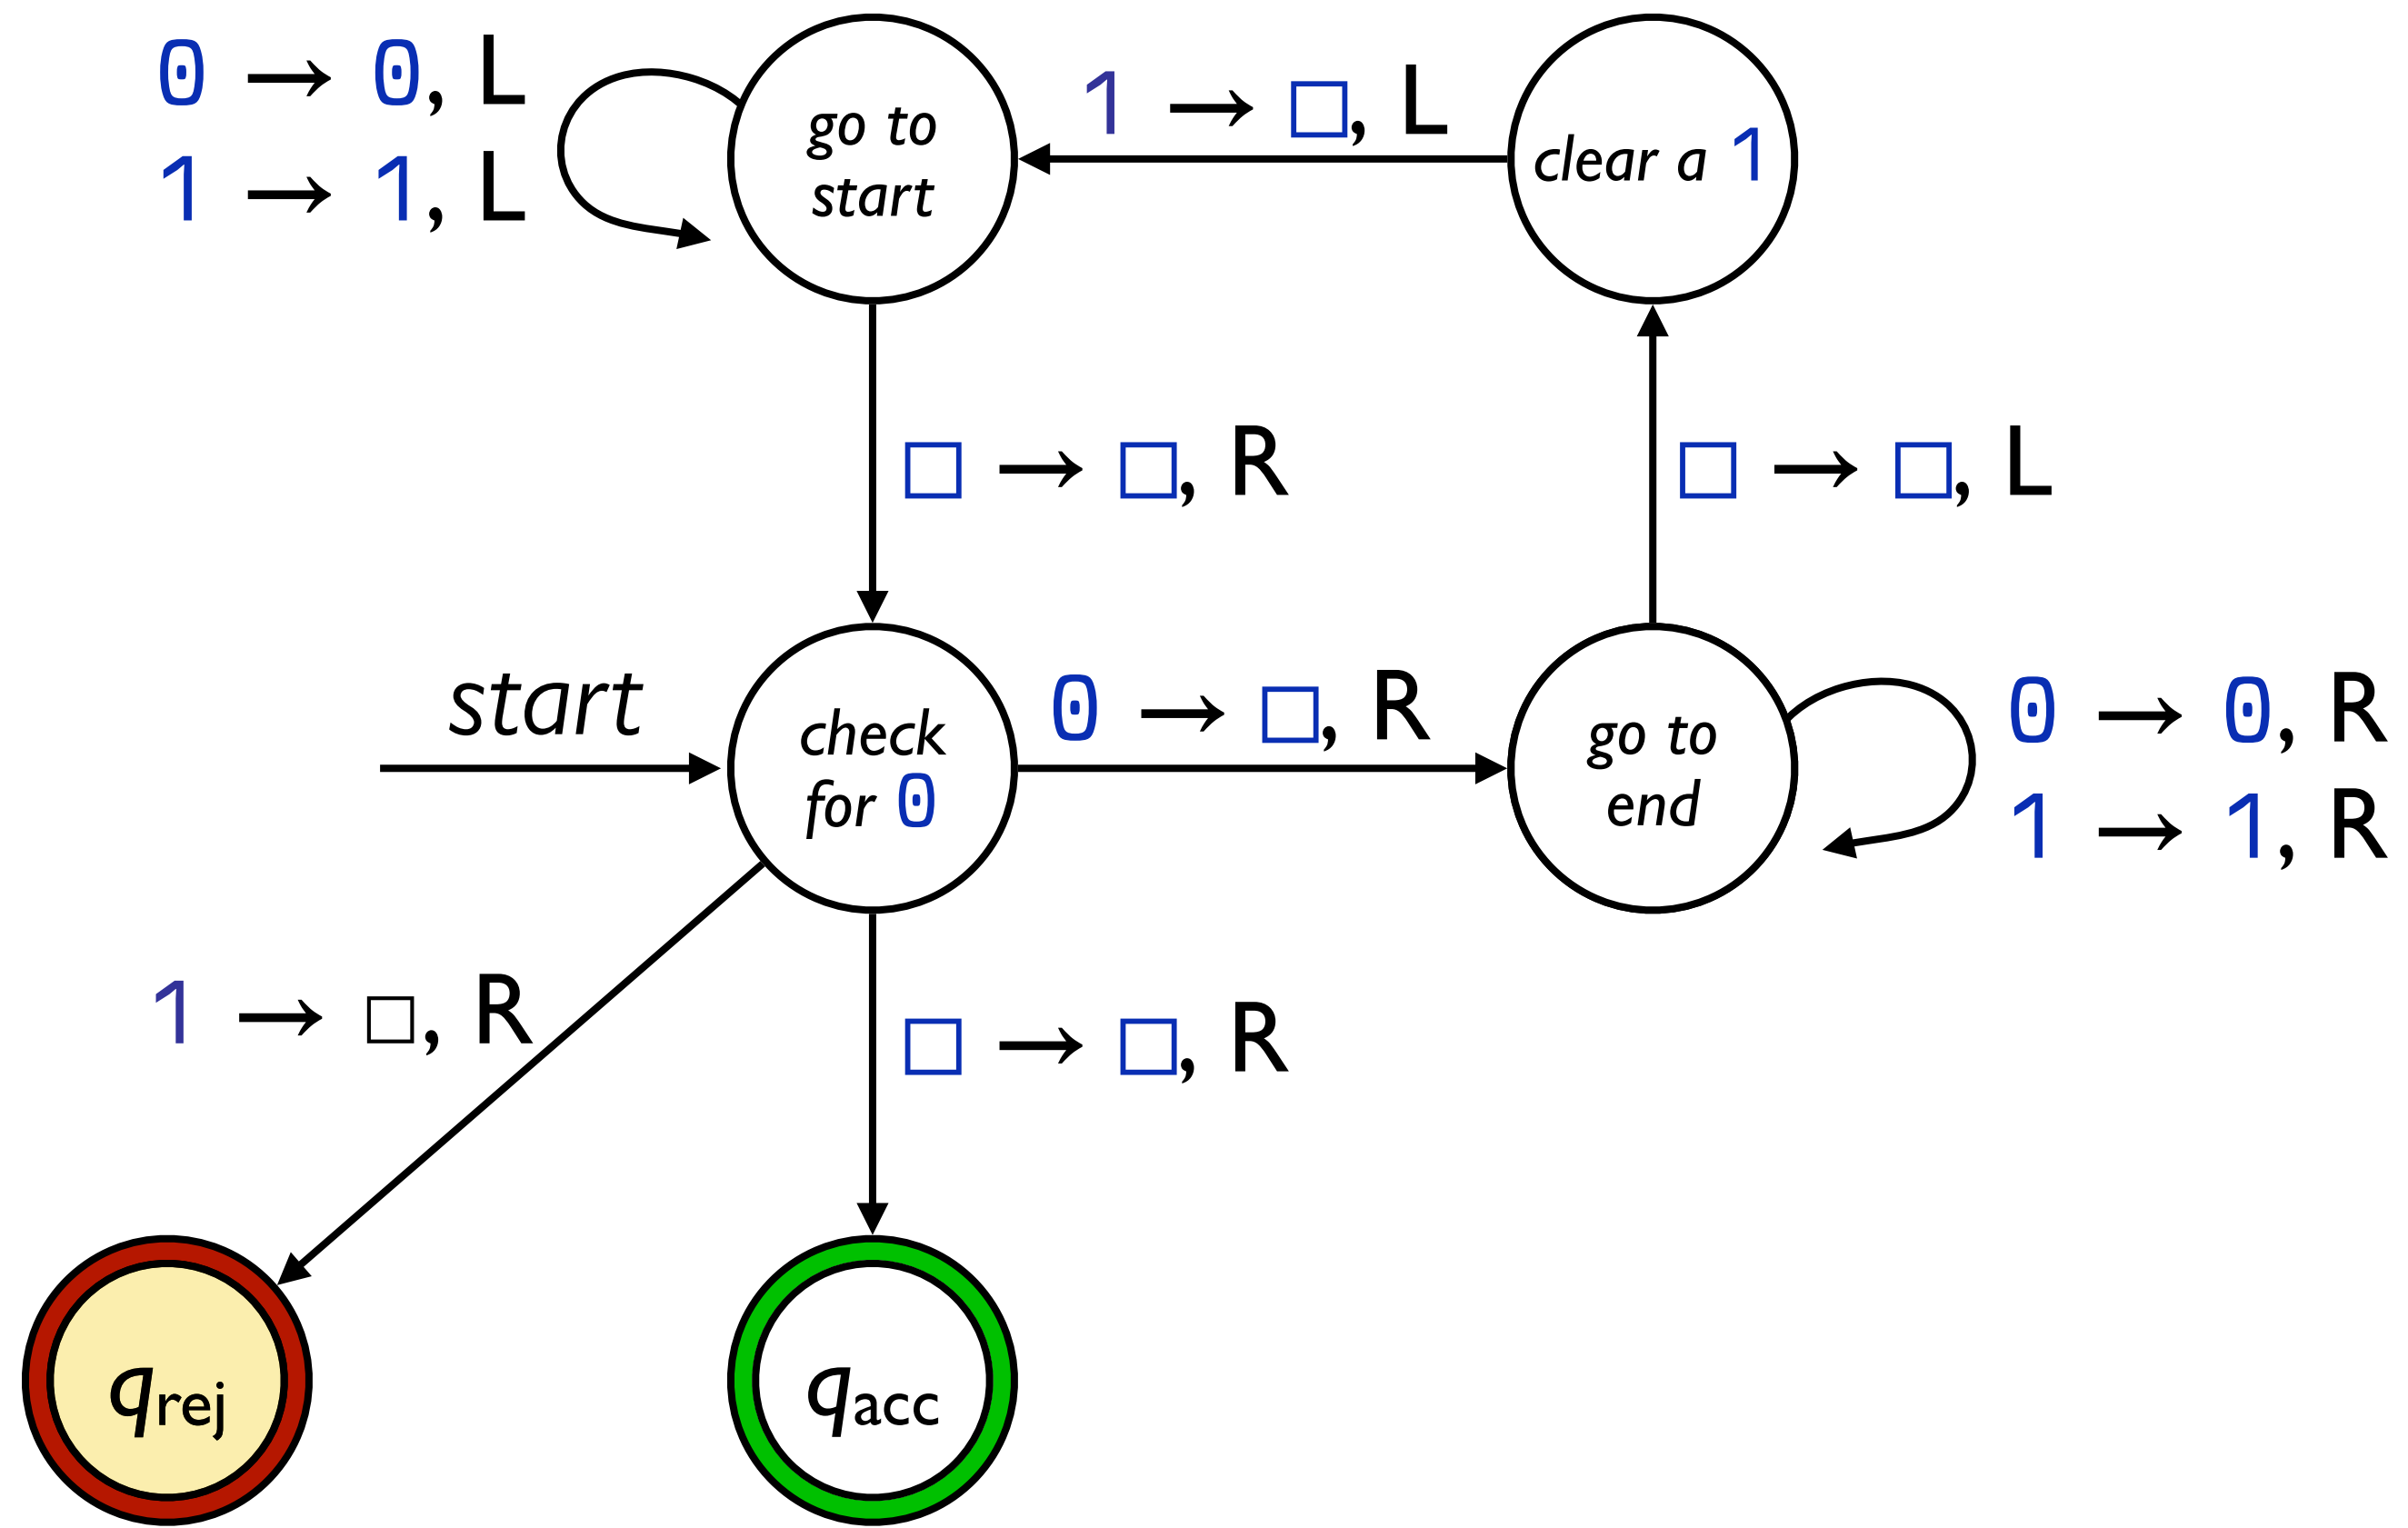 0 → 0, L
1 → 1, L
go to
start
1 → □, L
clear a 1
□ → □, R
□ → □, L
start
check
for 0
0 → □, R
go to
end
0 → 0, R
1 → 1, R
1 → □, R
□ → □, R
qrej
qacc